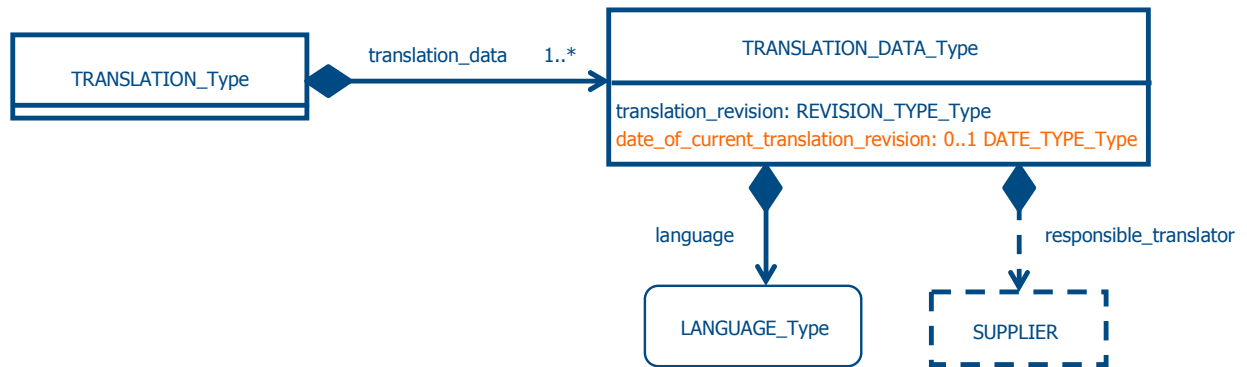 translation_data 1..*
TRANSLATION_Type
TRANSLATION_DATA_Type
translation_revision: REVISION_TYPE_Type
date_of_current_translation_revision: 0..1 DATE_TYPE_Type
language
responsible_translator
LANGUAGE_Type
SUPPLIER